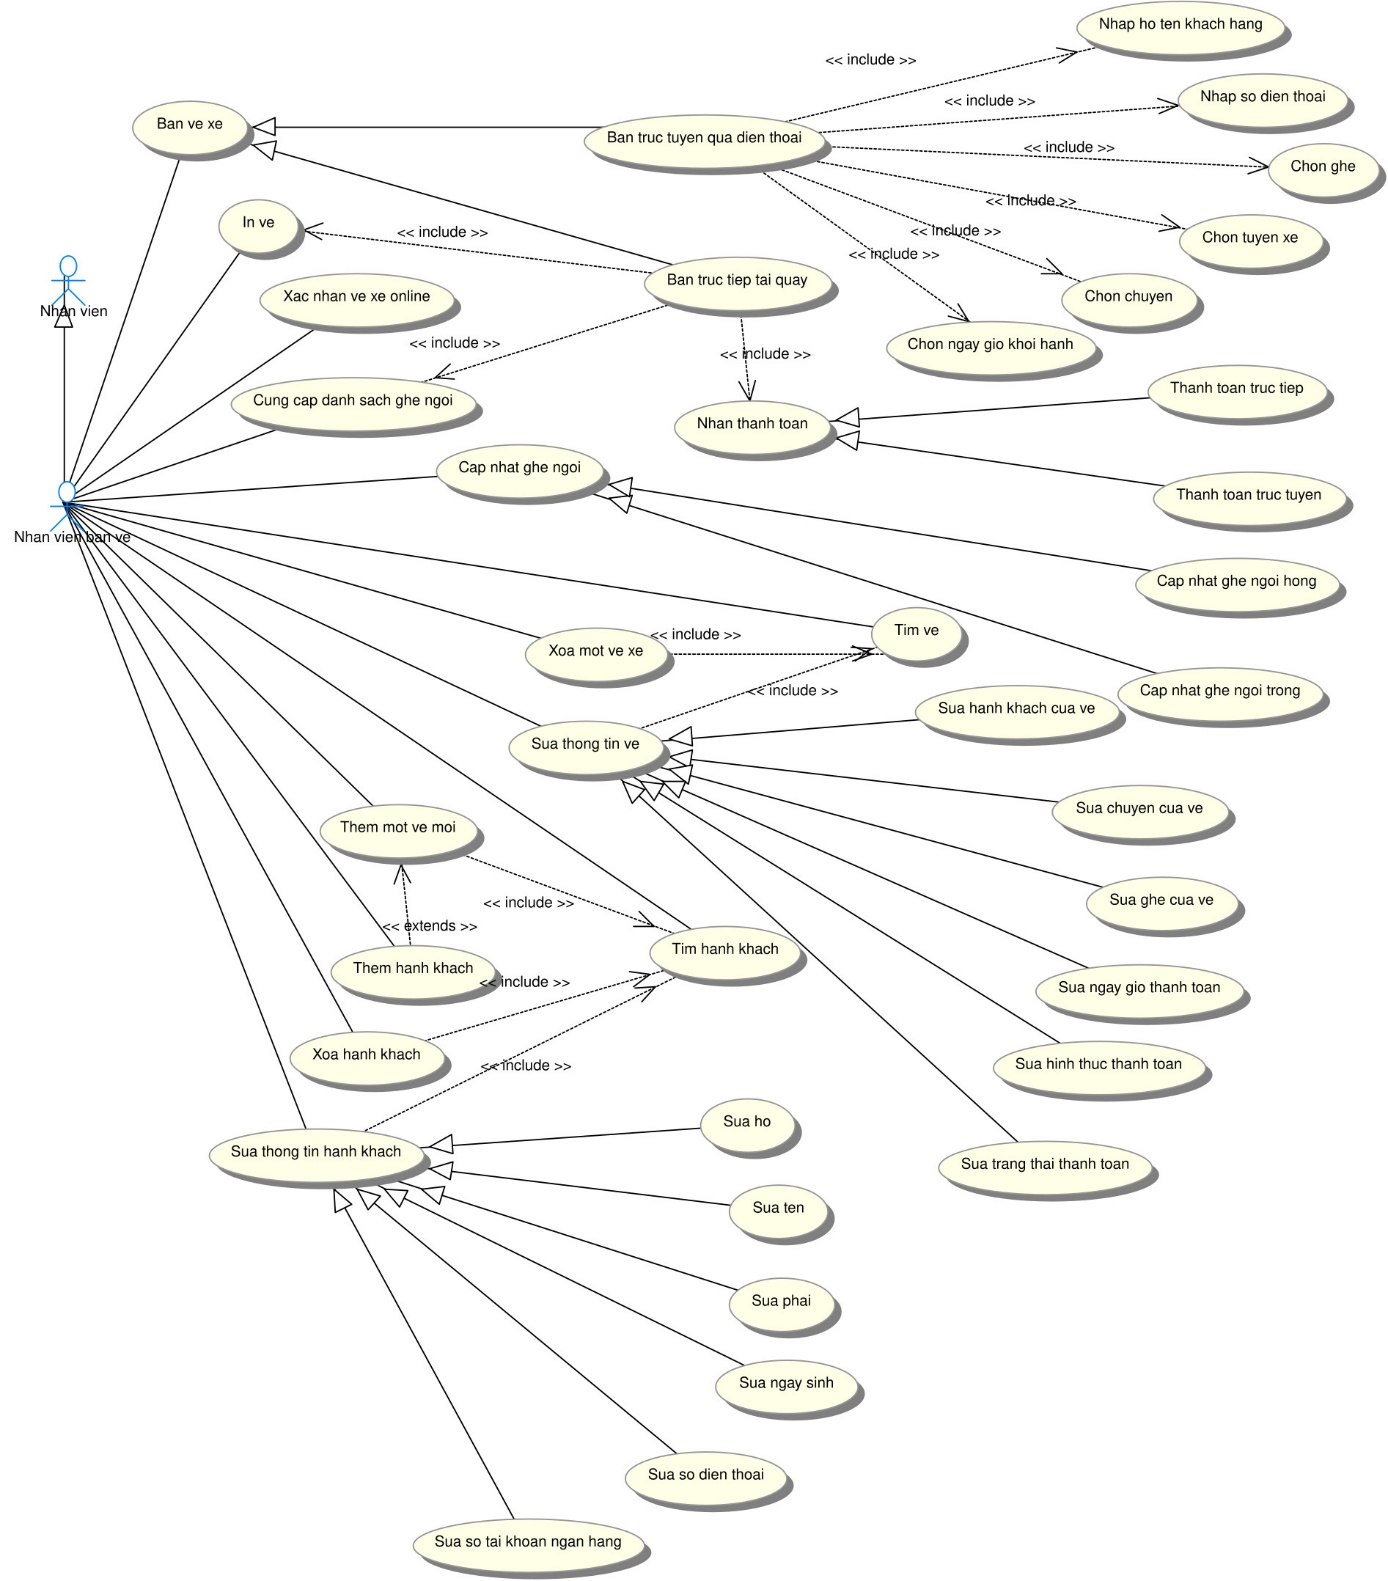 Nhap ho ten khach hang
<< include >>
Nhap so dien thoai
<< include >>
Ban ve xe
Ban truc tuyen qua dien thoai
<< include >>
Chon ghe
<< include >>
In ve
<< include >>
<< include >>
Chon tuyen xe
<< include >>
Ban truc tiep tai quay
Xac nhan ve xe online
Chon chuyen
Nhan vien
<< include >>
Chon ngay gio khoi hanh
<< include >>
Thanh toan truc tiep
Cung cap danh sach ghe ngoi
Nhan thanh toan
Cap nhat ghe ngoi
Thanh toan truc tuyen
Nhan vien ban ve
Cap nhat ghe ngoi hong
Tim ve
<< include >>
Xoa mot ve xe
<< include >>
Cap nhat ghe ngoi trong
Sua hanh khach cua ve
Sua thong tin ve
Sua chuyen cua ve
Them mot ve moi
Sua ghe cua ve
<< include >>
<< extends >>
Tim hanh khach
Them hanh khach
<< include >>
Sua ngay gio thanh toan
Xoa hanh khach
<< include >>
Sua hinh thuc thanh toan
Sua ho
Sua thong tin hanh khach
Sua trang thai thanh toan
Sua ten
Sua phai
Sua ngay sinh
Sua so dien thoai
Sua so tai khoan ngan hang